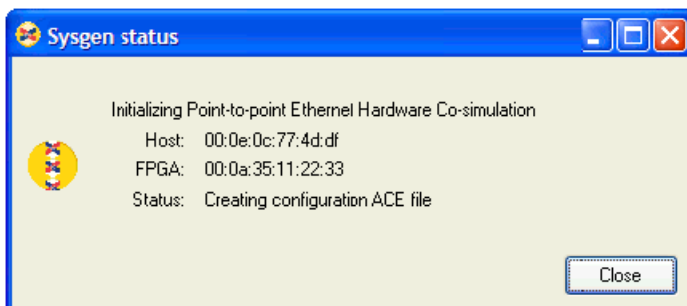 Sysgen status
Initializing Point-to-point Ethernet Hardware Co-simulation
Host: 00:0e:0c:77:4d:df
FPGA: 00:0a:35:11:22:33
Status: Creating configuration ACE file
Close